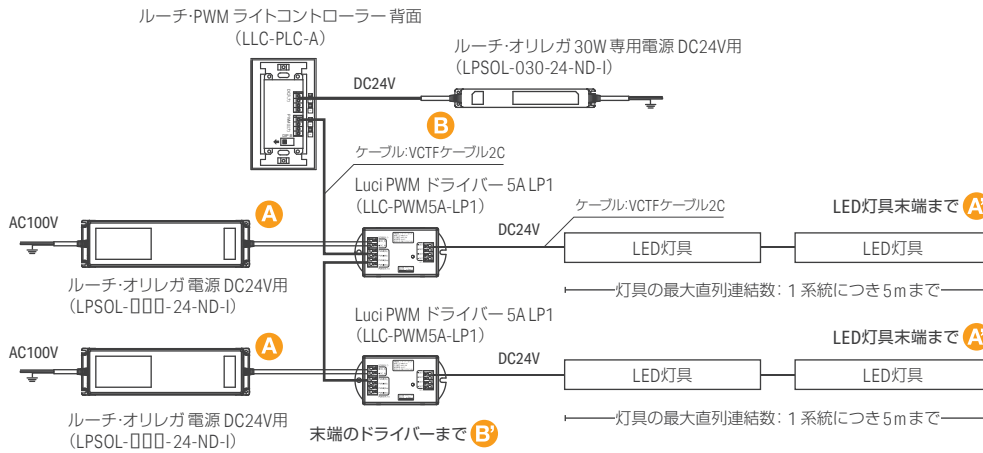 ルーチ・PWM ライトコントローラー 背面
（LLC-PLC-A）
ルーチ・オリレガ 30W 専用電源 DC24V用
（LPSOL-030-24-ND-I）
DC24V
B
ケーブル：VCTFケーブル2C
Luci PWM ドライバー 5A LP1
（LLC-PWM5A-LP1）
ケーブル：VCTFケーブル2C
LED灯具末端まで A'
AC100V
A
DC24V
LED灯具
LED灯具
ルーチ・オリレガ 電源 DC24V用
（LPSOL-□□□-24-ND-I）
灯具の最大直列連結数： 1 系統につき 5 m まで
Luci PWM ドライバー 5A LP1
（LLC-PWM5A-LP1）
LED灯具末端まで A'
AC100V
A
DC24V
LED灯具
LED灯具
ルーチ・オリレガ 電源 DC24V用
（LPSOL-□□□-24-ND-I）
末端のドライバーまで B'
灯具の最大直列連結数： 1 系統につき 5 m まで